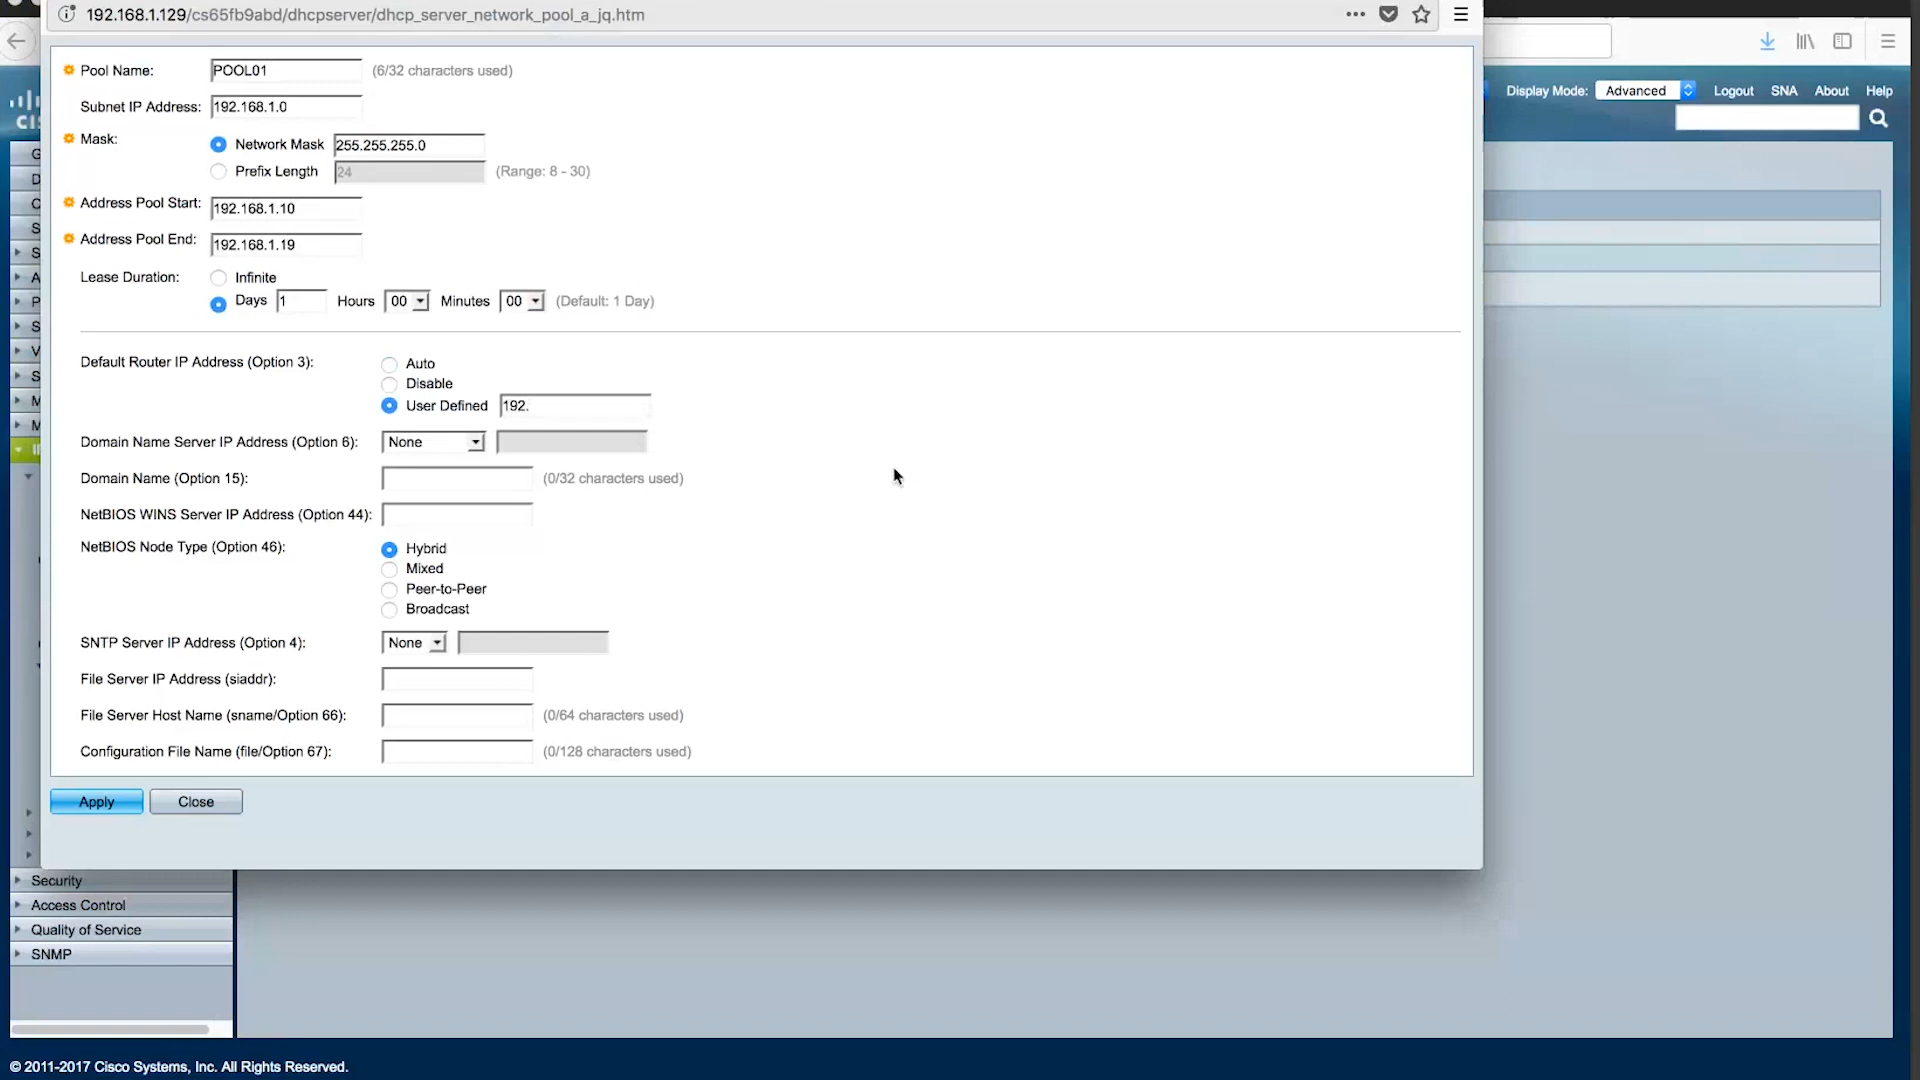 192.168.1.129/cs65fb9abd/dhcpserver/dhcp_server_network_pool_a_jq.htm
Pool Name: POOL01 (6/32 characters used)
Subnet IP Address: 192.168.1.0
Mask: Network Mask 255.255.255.0
Prefix Length 24 (Range: 8 - 30)
Address Pool Start: 192.168.1.10
Address Pool End: 192.168.1.19
Lease Duration: Infinite
Days 1 Hours 00 Minutes 00 (Default: 1 Day)
Default Router IP Address (Option 3): Auto
Disable
User Defined 192.
Domain Name Server IP Address (Option 6): None
Domain Name (Option 15): (0/32 characters used)
NetBIOS WINS Server IP Address (Option 44):
NetBIOS Node Type (Option 46): Hybrid
Mixed
Peer-to-Peer
Broadcast
SNTP Server IP Address (Option 4): None
File Server IP Address (siaddr):
File Server Host Name (sname/Option 66): (0/64 characters used)
Configuration File Name (file/Option 67): (0/128 characters used)
Apply Close
Display Mode: Advanced Logout SNA About Help
Security
Access Control
Quality of Service
SNMP
© 2011-2017 Cisco Systems, Inc. All Rights Reserved.